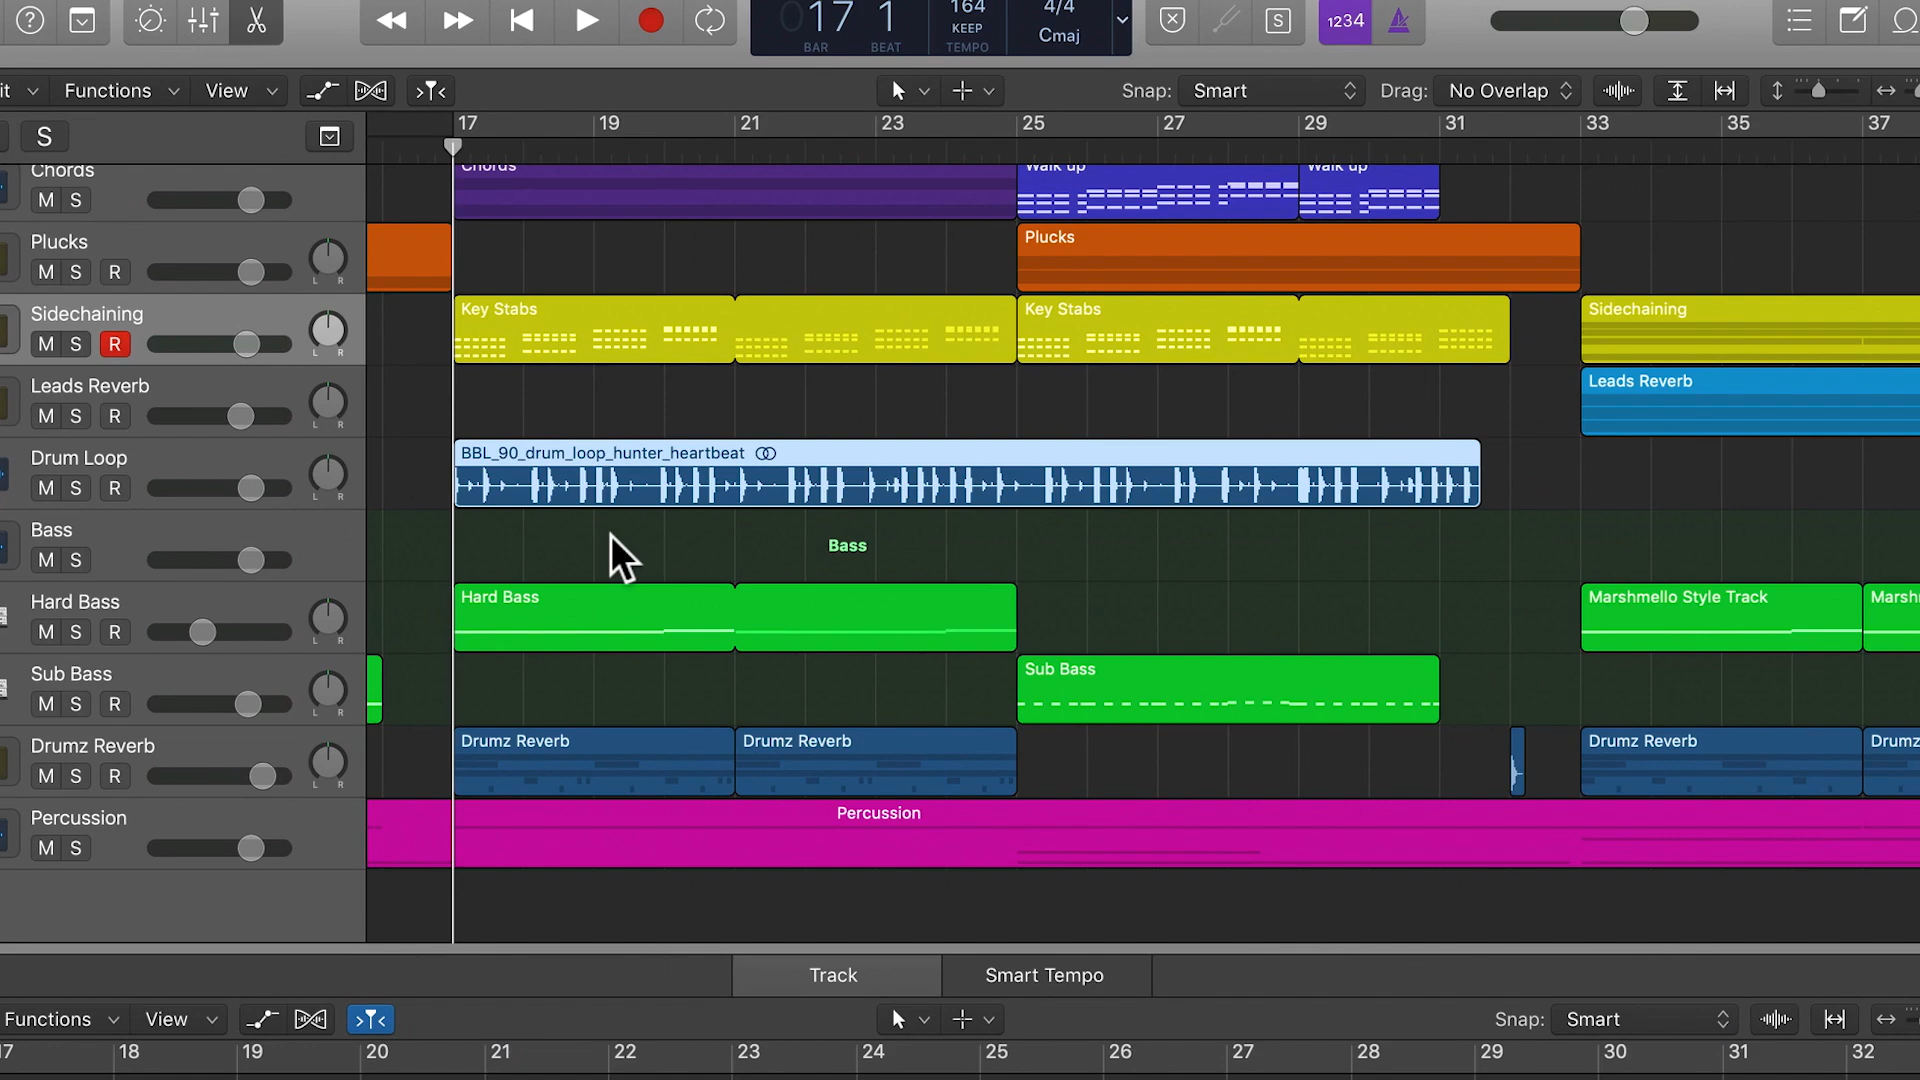 17 1 164 4/4
KEEP Cmaj
BAR BEAT TEMPO
S 1234
it Functions View Snap: Smart Drag: No Overlap
S 17 19 21 23 25 27 29 31 33 35 37
Chords
M S
Chords Walk up Walk up
Plucks
M S R
L R
Plucks
Sidechaining
M S R
L R
Key Stabs Key Stabs Sidechaining
Leads Reverb
M S R
L R
Leads Reverb
Drum Loop
M S R
L R
BBL_90_drum_loop_hunter_heartbeat
Bass
M S
Bass
Hard Bass
M S R
L R
Hard Bass Marshmello Style Track Marshm
Sub Bass
M S R
L R
Sub Bass
Drumz Reverb
M S R
L R
Drumz Reverb Drumz Reverb Drumz Reverb Drumz
Percussion
M S
Percussion
Track Smart Tempo
Functions View Snap: Smart
17 18 19 20 21 22 23 24 25 26 27 28 29 30 31 32